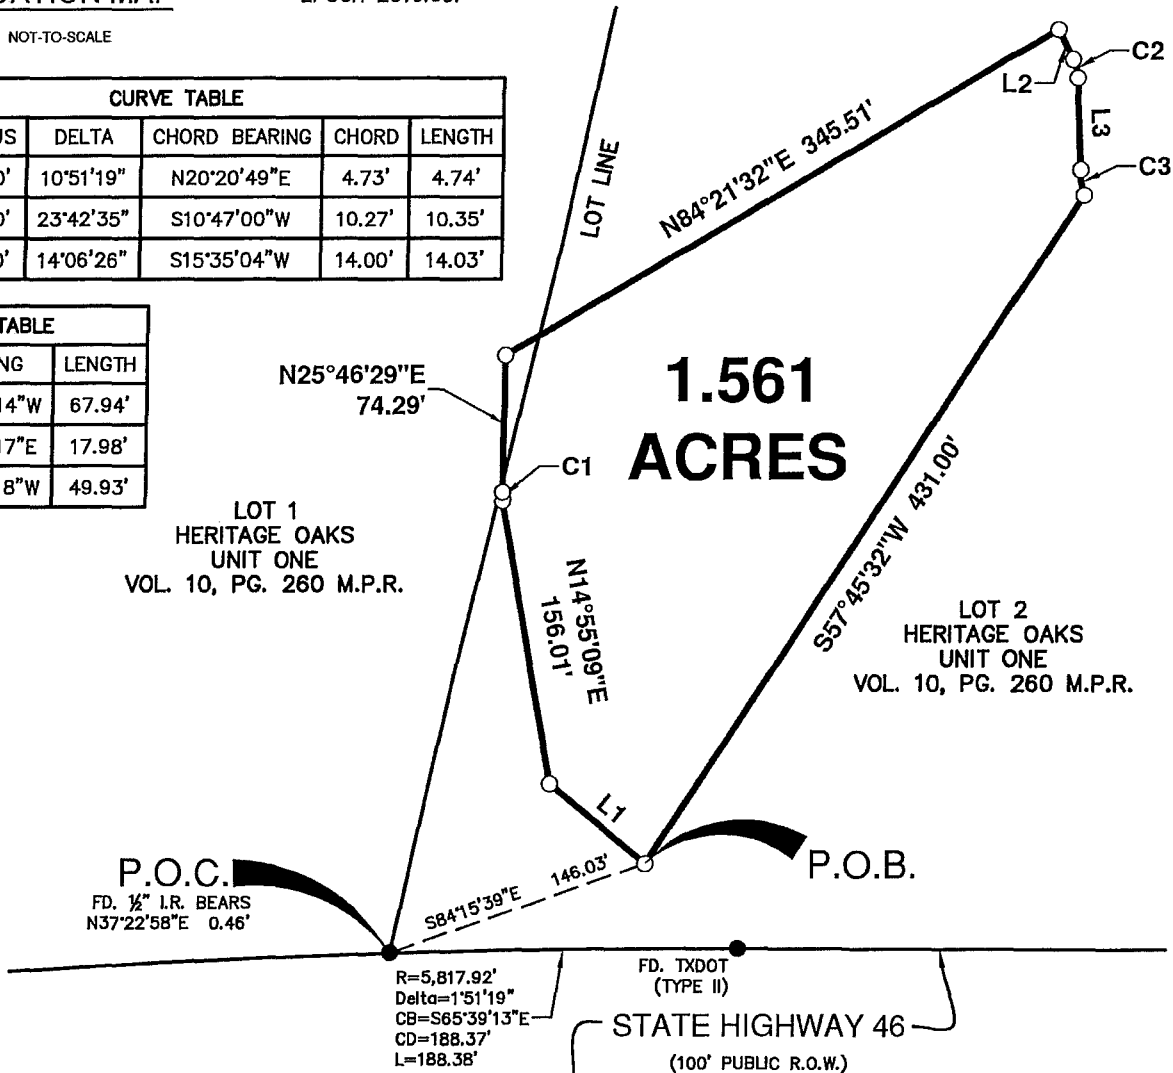 NOT-TO-SCALE
CURVE TABLE
DELTA CHORD BEARING CHORD LENGTH
10°51'19" N20°20'49"E 4.73' 4.74'
23°42'35" S10°47'00"W 10.27' 10.35'
14°06'26" S15°35'04"W 14.00' 14.03'
TABLE
LENGTH
14"W 67.94'
17"E 17.98'
8"W 49.93'
LOT LINE
N84°21'32"E 345.51'
L2
C2
L3
C3
N25°46'29"E
74.29'
C1
1.561
ACRES
LOT 1
HERITAGE OAKS
UNIT ONE
VOL. 10, PG. 260 M.P.R.
N14°55'09"E
156.01'
S57°45'32"W 431.00'
LOT 2
HERITAGE OAKS
UNIT ONE
VOL. 10, PG. 260 M.P.R.
L1
P.O.C.
FD. ½" I.R. BEARS
N37°22'58"E 0.46'
S84°15'39"E 146.03'
P.O.B.
R=5,817.92'
Delta=1°51'19"
CB=S65°39'13"E
CD=188.37'
L=188.38'
FD. TXDOT
(TYPE II)
STATE HIGHWAY 46
(100' PUBLIC R.O.W.)